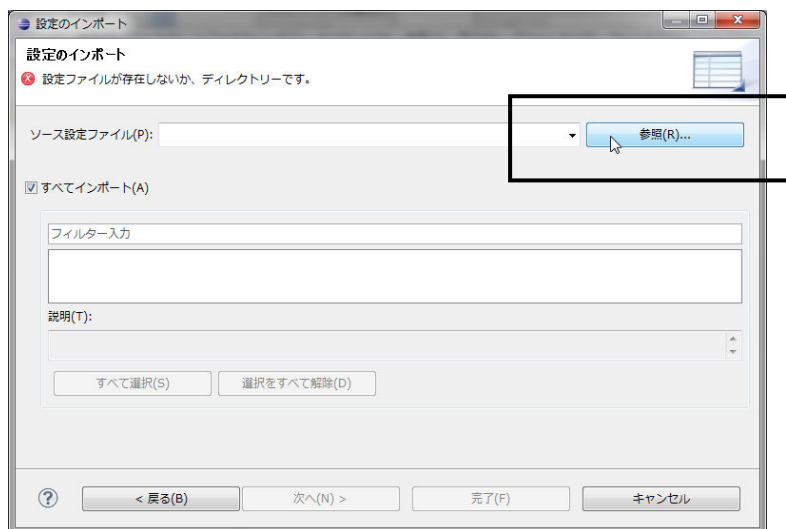 設定のインポート
設定のインポート
設定ファイルが存在しないか、ディレクトリーです。
ソース設定ファイル(P): 参照(R)...
すべてインポート(A)
フィルター入力
説明(T):
すべて選択(S) 選択をすべて解除(D)
? < 戻る(B) 次へ(N) > 完了(F) キャンセル